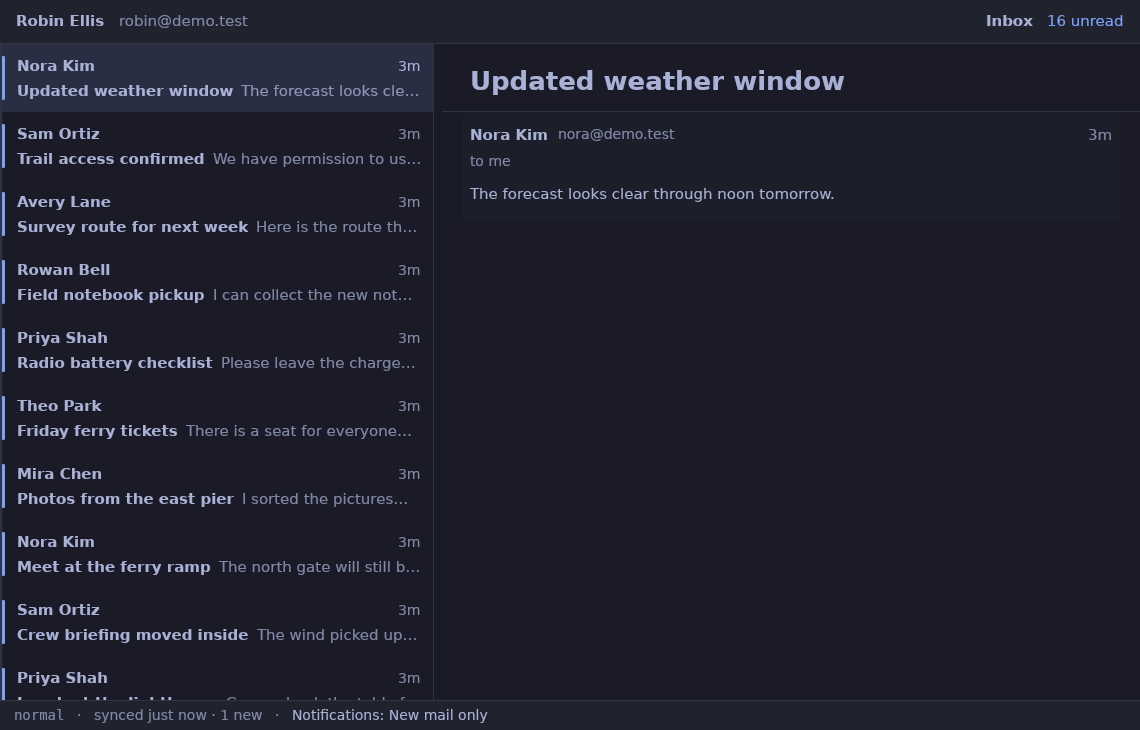 Robin Ellis robin@demo.test
Inbox 16 unread
Nora Kim 3m
Updated weather window The forecast looks cle…
Sam Ortiz 3m
Trail access confirmed We have permission to us…
Avery Lane 3m
Survey route for next week Here is the route th…
Rowan Bell 3m
Field notebook pickup I can collect the new not…
Priya Shah 3m
Radio battery checklist Please leave the charge…
Theo Park 3m
Friday ferry tickets There is a seat for everyone…
Mira Chen 3m
Photos from the east pier I sorted the pictures…
Nora Kim 3m
Meet at the ferry ramp The north gate will still b…
Sam Ortiz 3m
Crew briefing moved inside The wind picked up…
Priya Shah 3m
Updated weather window
Nora Kim nora@demo.test 3m
to me
The forecast looks clear through noon tomorrow.
normal · synced just now · 1 new · Notifications: New mail only